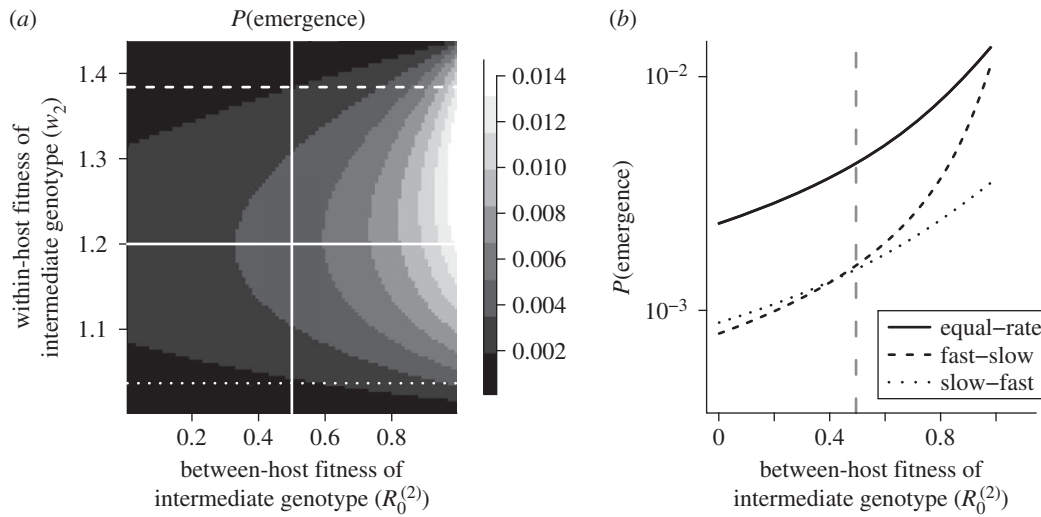 (a)
P(emergence)
within-host fitness of
intermediate genotype (w₂)
1.4
1.3
1.2
1.1
0.2 0.4 0.6 0.8
between-host fitness of
intermediate genotype (R₀⁽²⁾)
0.014
0.012
0.010
0.008
0.006
0.004
0.002
(b)
P(emergence)
10⁻²
10⁻³
equal–rate
fast–slow
slow–fast
0 0.4 0.8
between-host fitness of
intermediate genotype (R₀⁽²⁾)